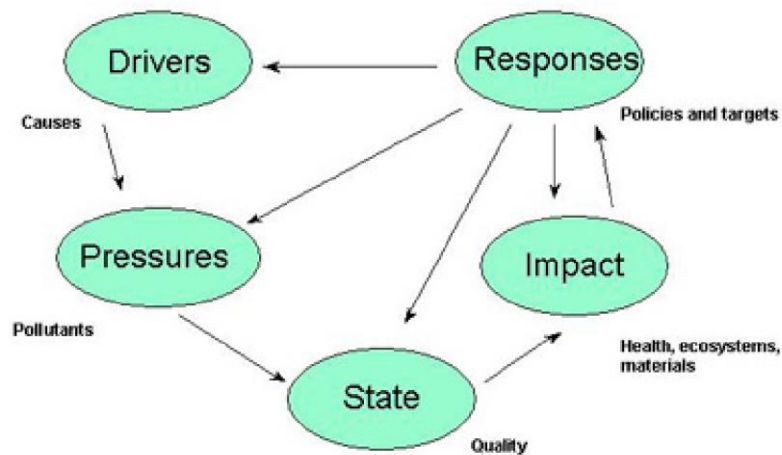 Drivers
Responses
Causes
Policies and targets
Pressures
Impact
Pollutants
Health, ecosystems,
materials
State
Quality